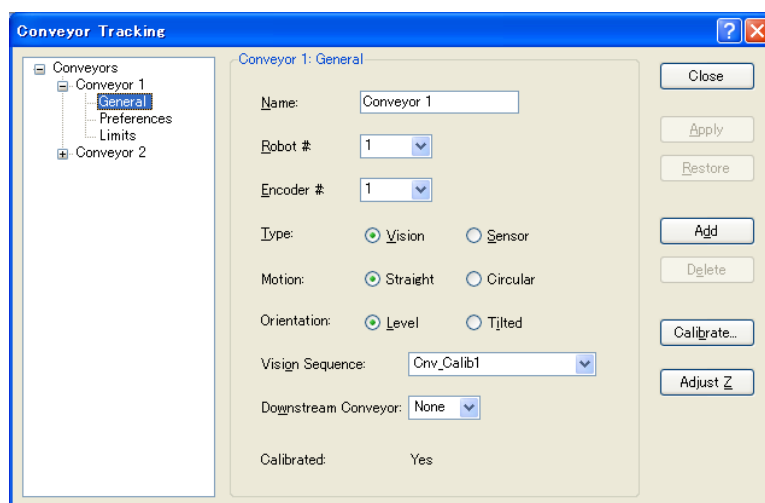 Conveyor Tracking
Conveyors
Conveyor 1
General
Preferences
Limits
Conveyor 2
Conveyor 1: General
Name: Conveyor 1
Robot # 1
Encoder # 1
Type: Vision Sensor
Motion: Straight Circular
Orientation: Level Tilted
Vision Sequence: Cnv_Calib1
Downstream Conveyor: None
Calibrated: Yes
Close
Apply
Restore
Add
Delete
Calibrate...
Adjust Z